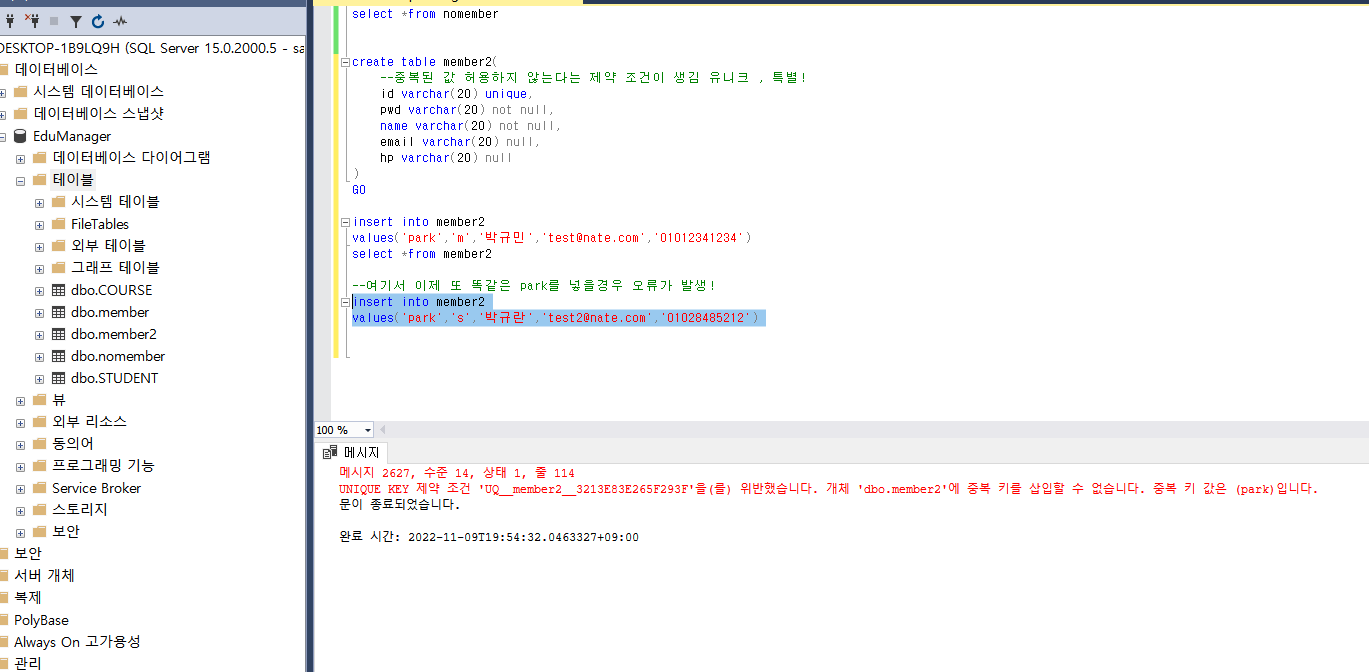 DESKTOP-1B9LQ9H (SQL Server 15.0.2000.5 - sa
데이터베이스
시스템 데이터베이스
데이터베이스 스냅샷
EduManager
데이터베이스 다이어그램
테이블
시스템 테이블
FileTables
외부 테이블
그래프 테이블
dbo.COURSE
dbo.member
dbo.member2
dbo.nomember
dbo.STUDENT
뷰
외부 리소스
동의어
프로그래밍 기능
Service Broker
스토리지
보안
보안
서버 개체
복제
PolyBase
Always On 고가용성
관리
select *from nomember
create table member2(
--중복된 값 허용하지 않는다는 제약 조건이 생김 유니크 , 특별!
id varchar(20) unique,
pwd varchar(20) not null,
name varchar(20) not null,
email varchar(20) null,
hp varchar(20) null
)
GO
insert into member2
values('park','m','박규민','test@nate.com','01012341234')
select *from member2
--여기서 이제 또 똑같은 park를 넣을경우 오류가 발생!
insert into member2
values('park','s','박규란','test2@nate.com','01028485212')
100 %
메시지
메시지 2627, 수준 14, 상태 1, 줄 114
UNIQUE KEY 제약 조건 'UQ__member2__3213E83E265F293F'을(를) 위반했습니다. 개체 'dbo.member2'에 중복 키를 삽입할 수 없습니다. 중복 키 값은 (park)입니다.
문이 종료되었습니다.
완료 시간: 2022-11-09T19:54:32.0463327+09:00